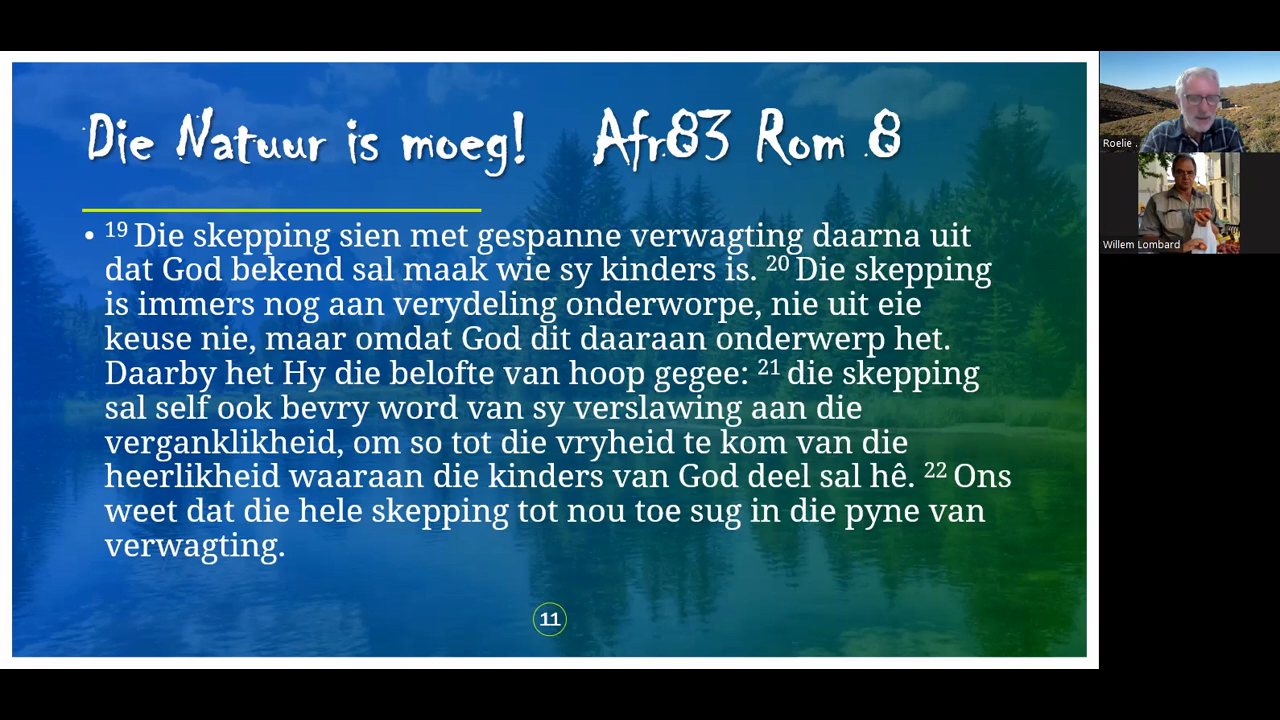 Die Natuur is moeg! Afr83 Rom 8
• 19 Die skepping sien met gespanne verwagting daarna uit
dat God bekend sal maak wie sy kinders is. 20 Die skepping
is immers nog aan verydeling onderworpe, nie uit eie
keuse nie, maar omdat God dit daaraan onderwerp het.
Daarby het Hy die belofte van hoop gegee: 21 die skepping
sal self ook bevry word van sy verslawing aan die
verganklikheid, om so tot die vryheid te kom van die
heerlikheid waaraan die kinders van God deel sal hê. 22 Ons
weet dat die hele skepping tot nou toe sug in die pyne van
verwagting.
11
Roelie .
Willem Lombard